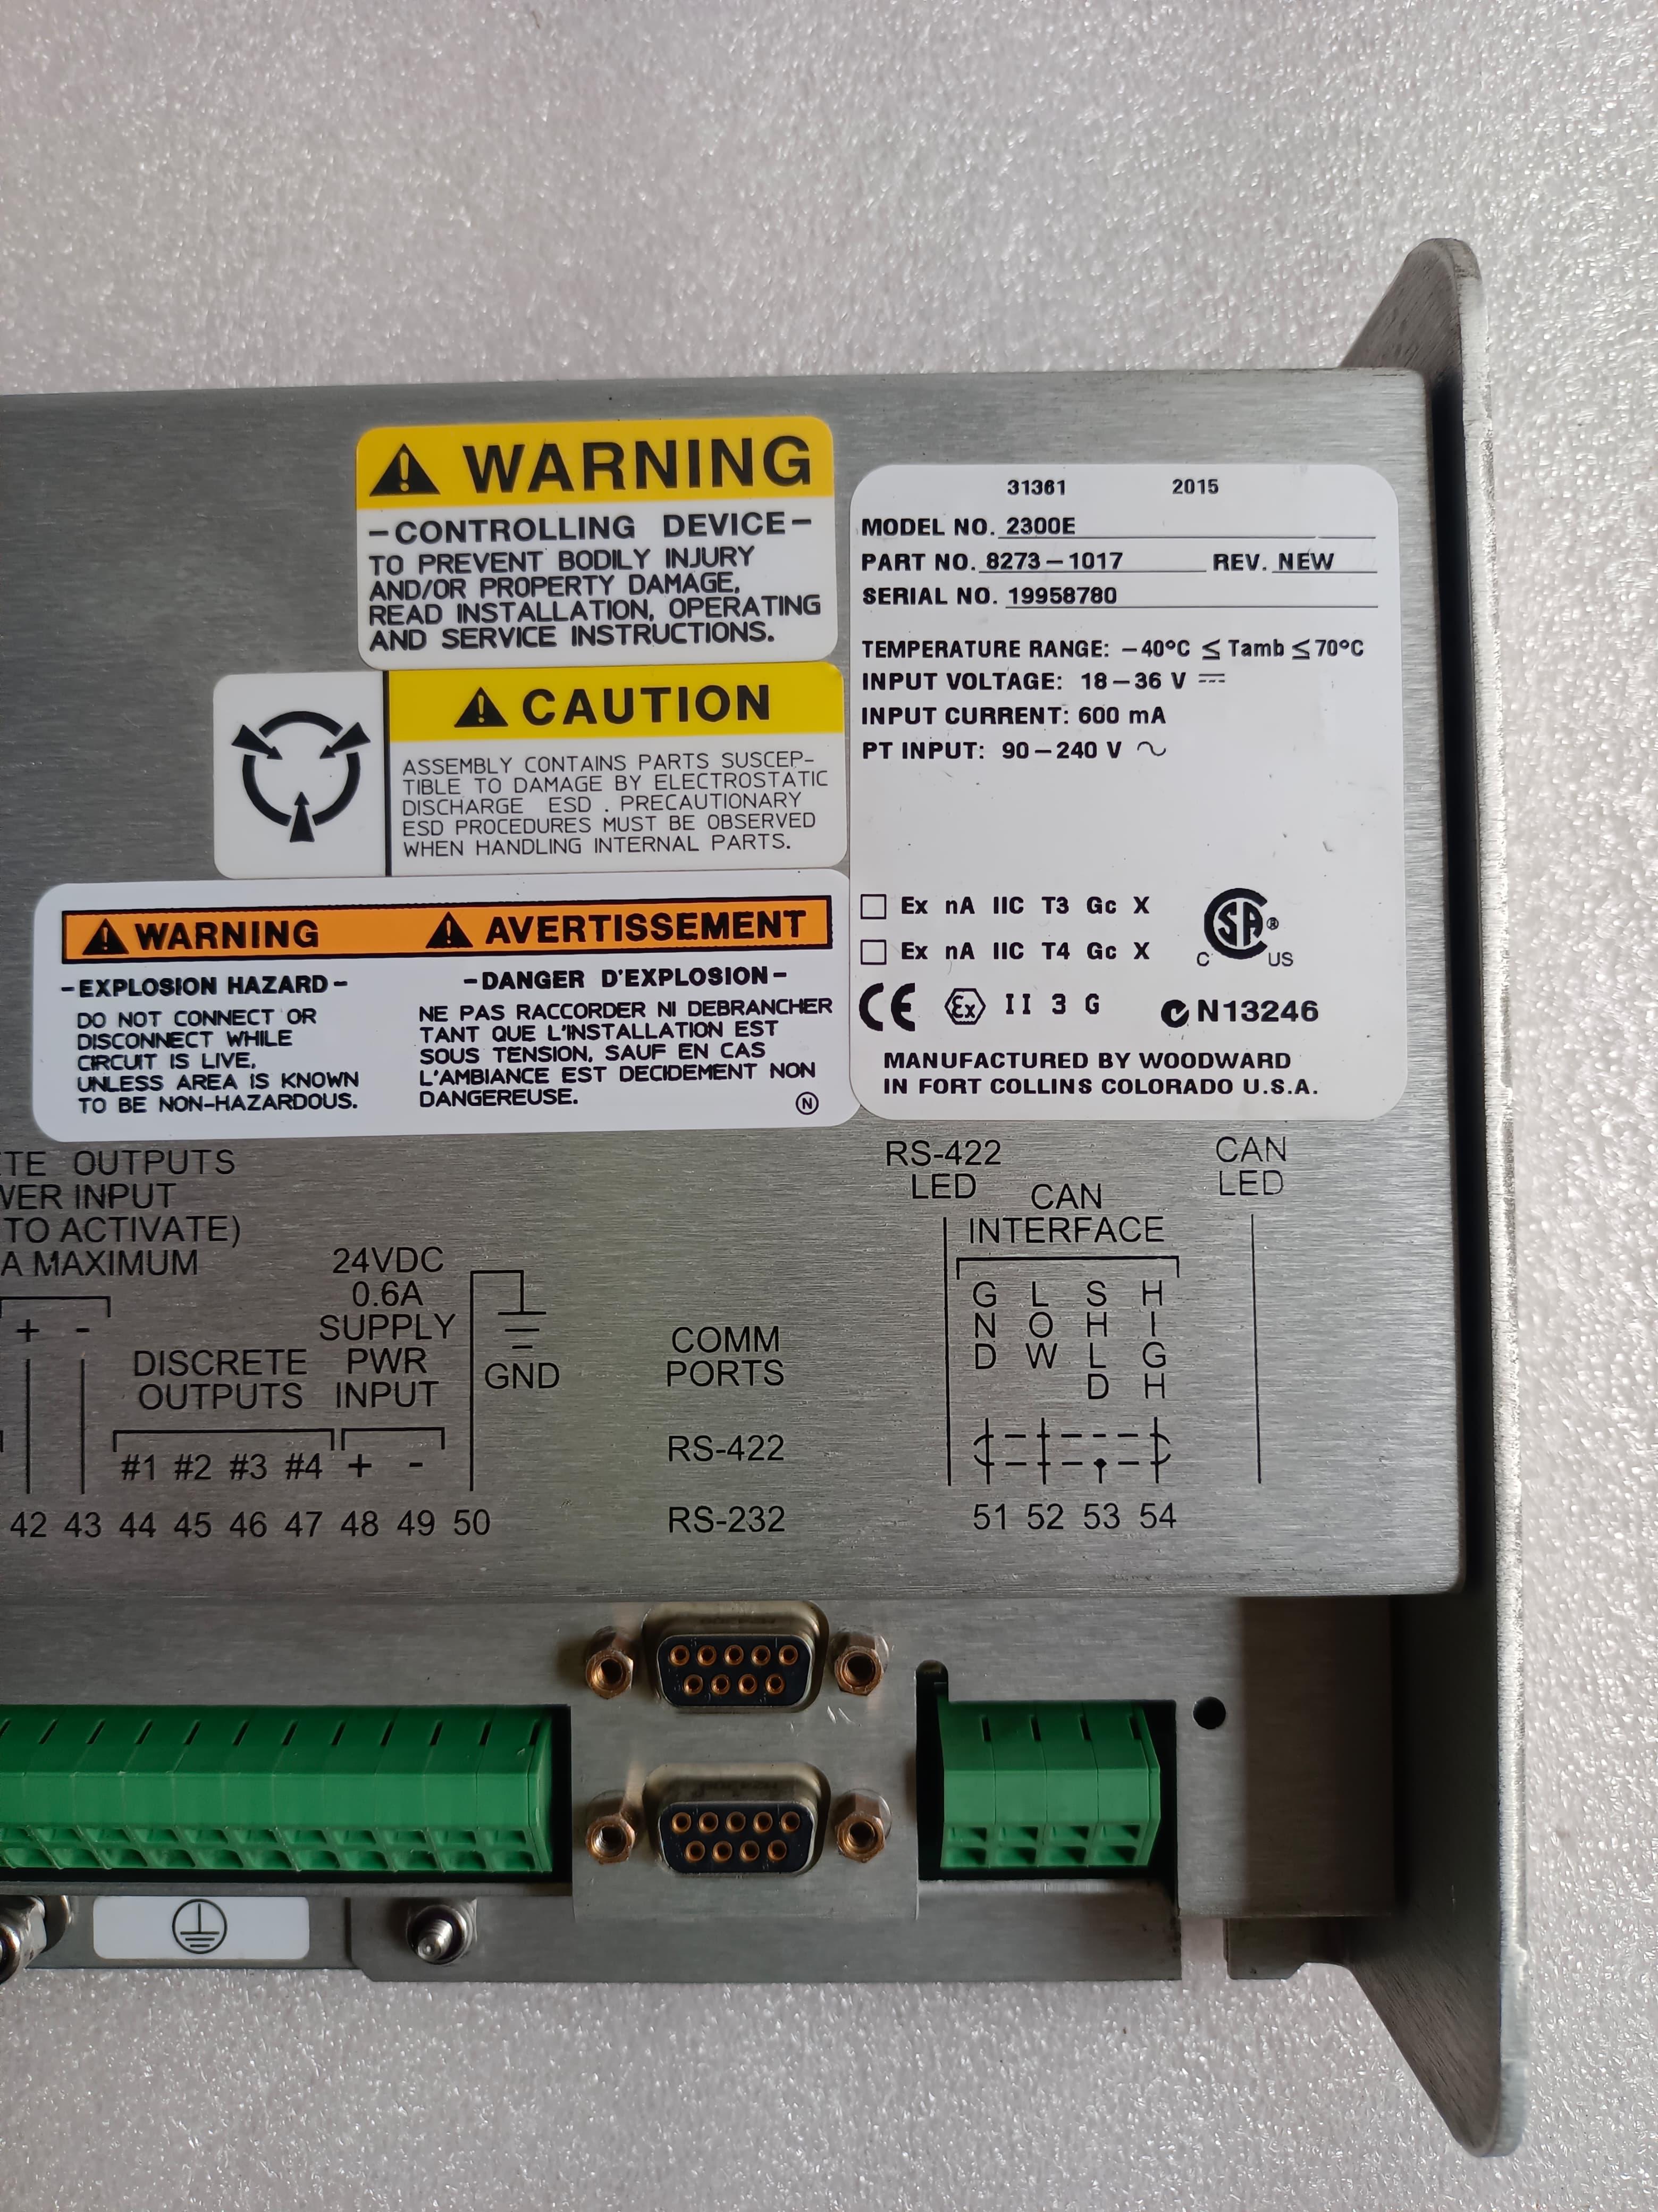 WARNING
-CONTROLLING DEVICE-
TO PREVENT BODILY INJURY
AND/OR PROPERTY DAMAGE,
READ INSTALLATION, OPERATING
AND SERVICE INSTRUCTIONS.
CAUTION
ASSEMBLY CONTAINS PARTS SUSCEP-
TIBLE TO DAMAGE BY ELECTROSTATIC
DISCHARGE ESD . PRECAUTIONARY
ESD PROCEDURES MUST BE OBSERVED
WHEN HANDLING INTERNAL PARTS.
WARNING
-EXPLOSION HAZARD-
DO NOT CONNECT OR
DISCONNECT WHILE
CIRCUIT IS LIVE,
UNLESS AREA IS KNOWN
TO BE NON-HAZARDOUS.
AVERTISSEMENT
-DANGER D'EXPLOSION-
NE PAS RACCORDER NI DEBRANCHER
TANT QUE L'INSTALLATION EST
SOUS TENSION, SAUF EN CAS
L'AMBIANCE EST DECIDEMENT NON
DANGEREUSE.
N
31361 2015
MODEL NO. 2300E
PART NO. 8273-1017 REV. NEW
SERIAL NO. 19958780
TEMPERATURE RANGE: -40°C ≤ Tamb ≤ 70°C
INPUT VOLTAGE: 18-36 V ⎓
INPUT CURRENT: 600 mA
PT INPUT: 90-240 V ~
Ex nA IIC T3 Gc X
Ex nA IIC T4 Gc X
C SA® US
CE Ex II 3 G N13246
MANUFACTURED BY WOODWARD
IN FORT COLLINS COLORADO U.S.A.
TE OUTPUTS
WER INPUT
TO ACTIVATE)
A MAXIMUM
+ -
DISCRETE
OUTPUTS
#1 #2 #3 #4
24VDC
0.6A
SUPPLY
PWR
INPUT
+ -
GND
42 43 44 45 46 47 48 49 50
COMM
PORTS
RS-422
RS-232
RS-422
LED
CAN
INTERFACE
GND LOW SHLD HIGH
51 52 53 54
CAN
LED